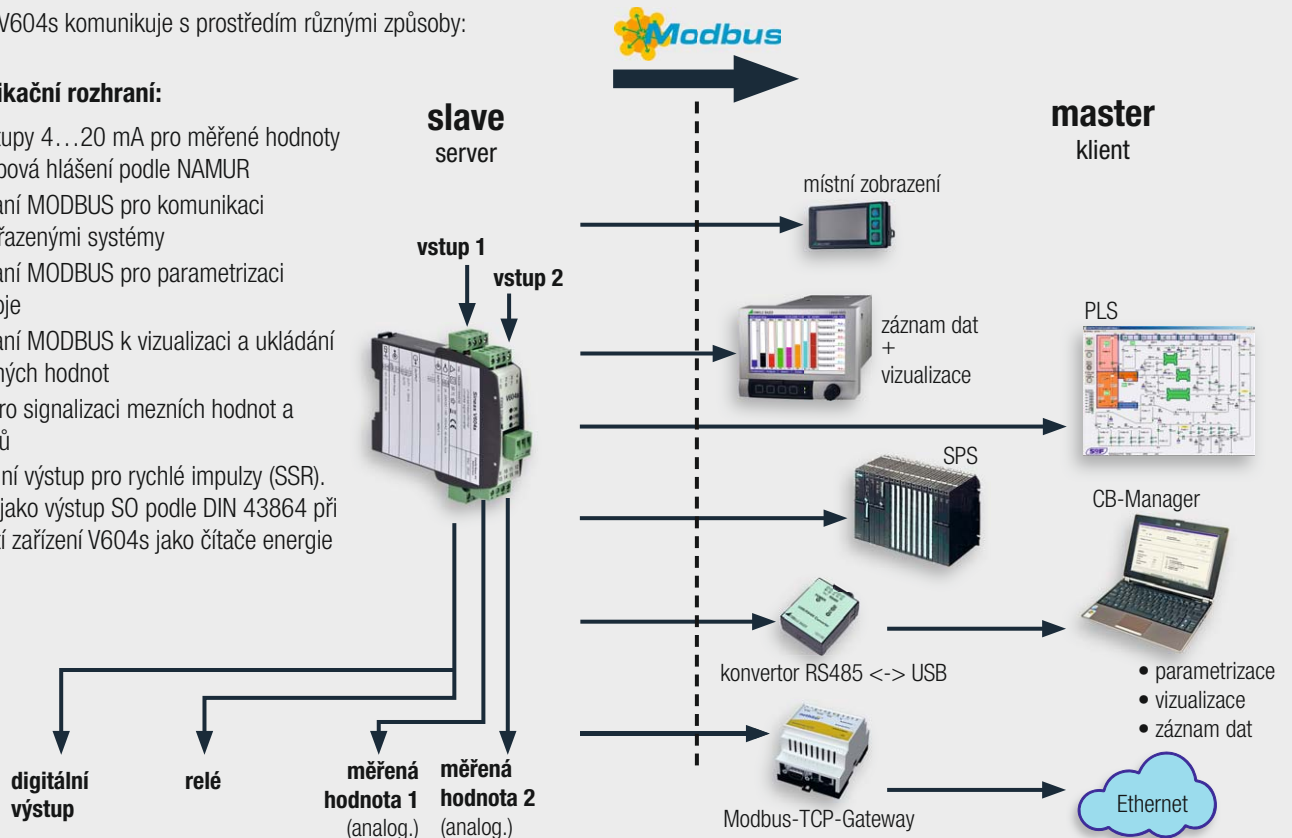 V604s komunikuje s prostředím různými způsoby:
ikační rozhraní:
tupy 4…20 mA pro měřené hodnoty
pová hlášení podle NAMUR
aní MODBUS pro komunikaci
řazenými systémy
aní MODBUS pro parametrizaci
oje
aní MODBUS k vizualizaci a ukládání
ných hodnot
ro signalizaci mezních hodnot a
ů
ní výstup pro rychlé impulzy (SSR).
jako výstup SO podle DIN 43864 při
tí zařízení V604s jako čítače energie
Modbus
slave
server
master
klient
vstup 1
vstup 2
místní zobrazení
záznam dat
+
vizualizace
PLS
SPS
CB-Manager
konvertor RS485 <-> USB
• parametrizace
• vizualizace
• záznam dat
Modbus-TCP-Gateway
Ethernet
digitální
výstup
relé
měřená
hodnota 1
(analog.)
měřená
hodnota 2
(analog.)